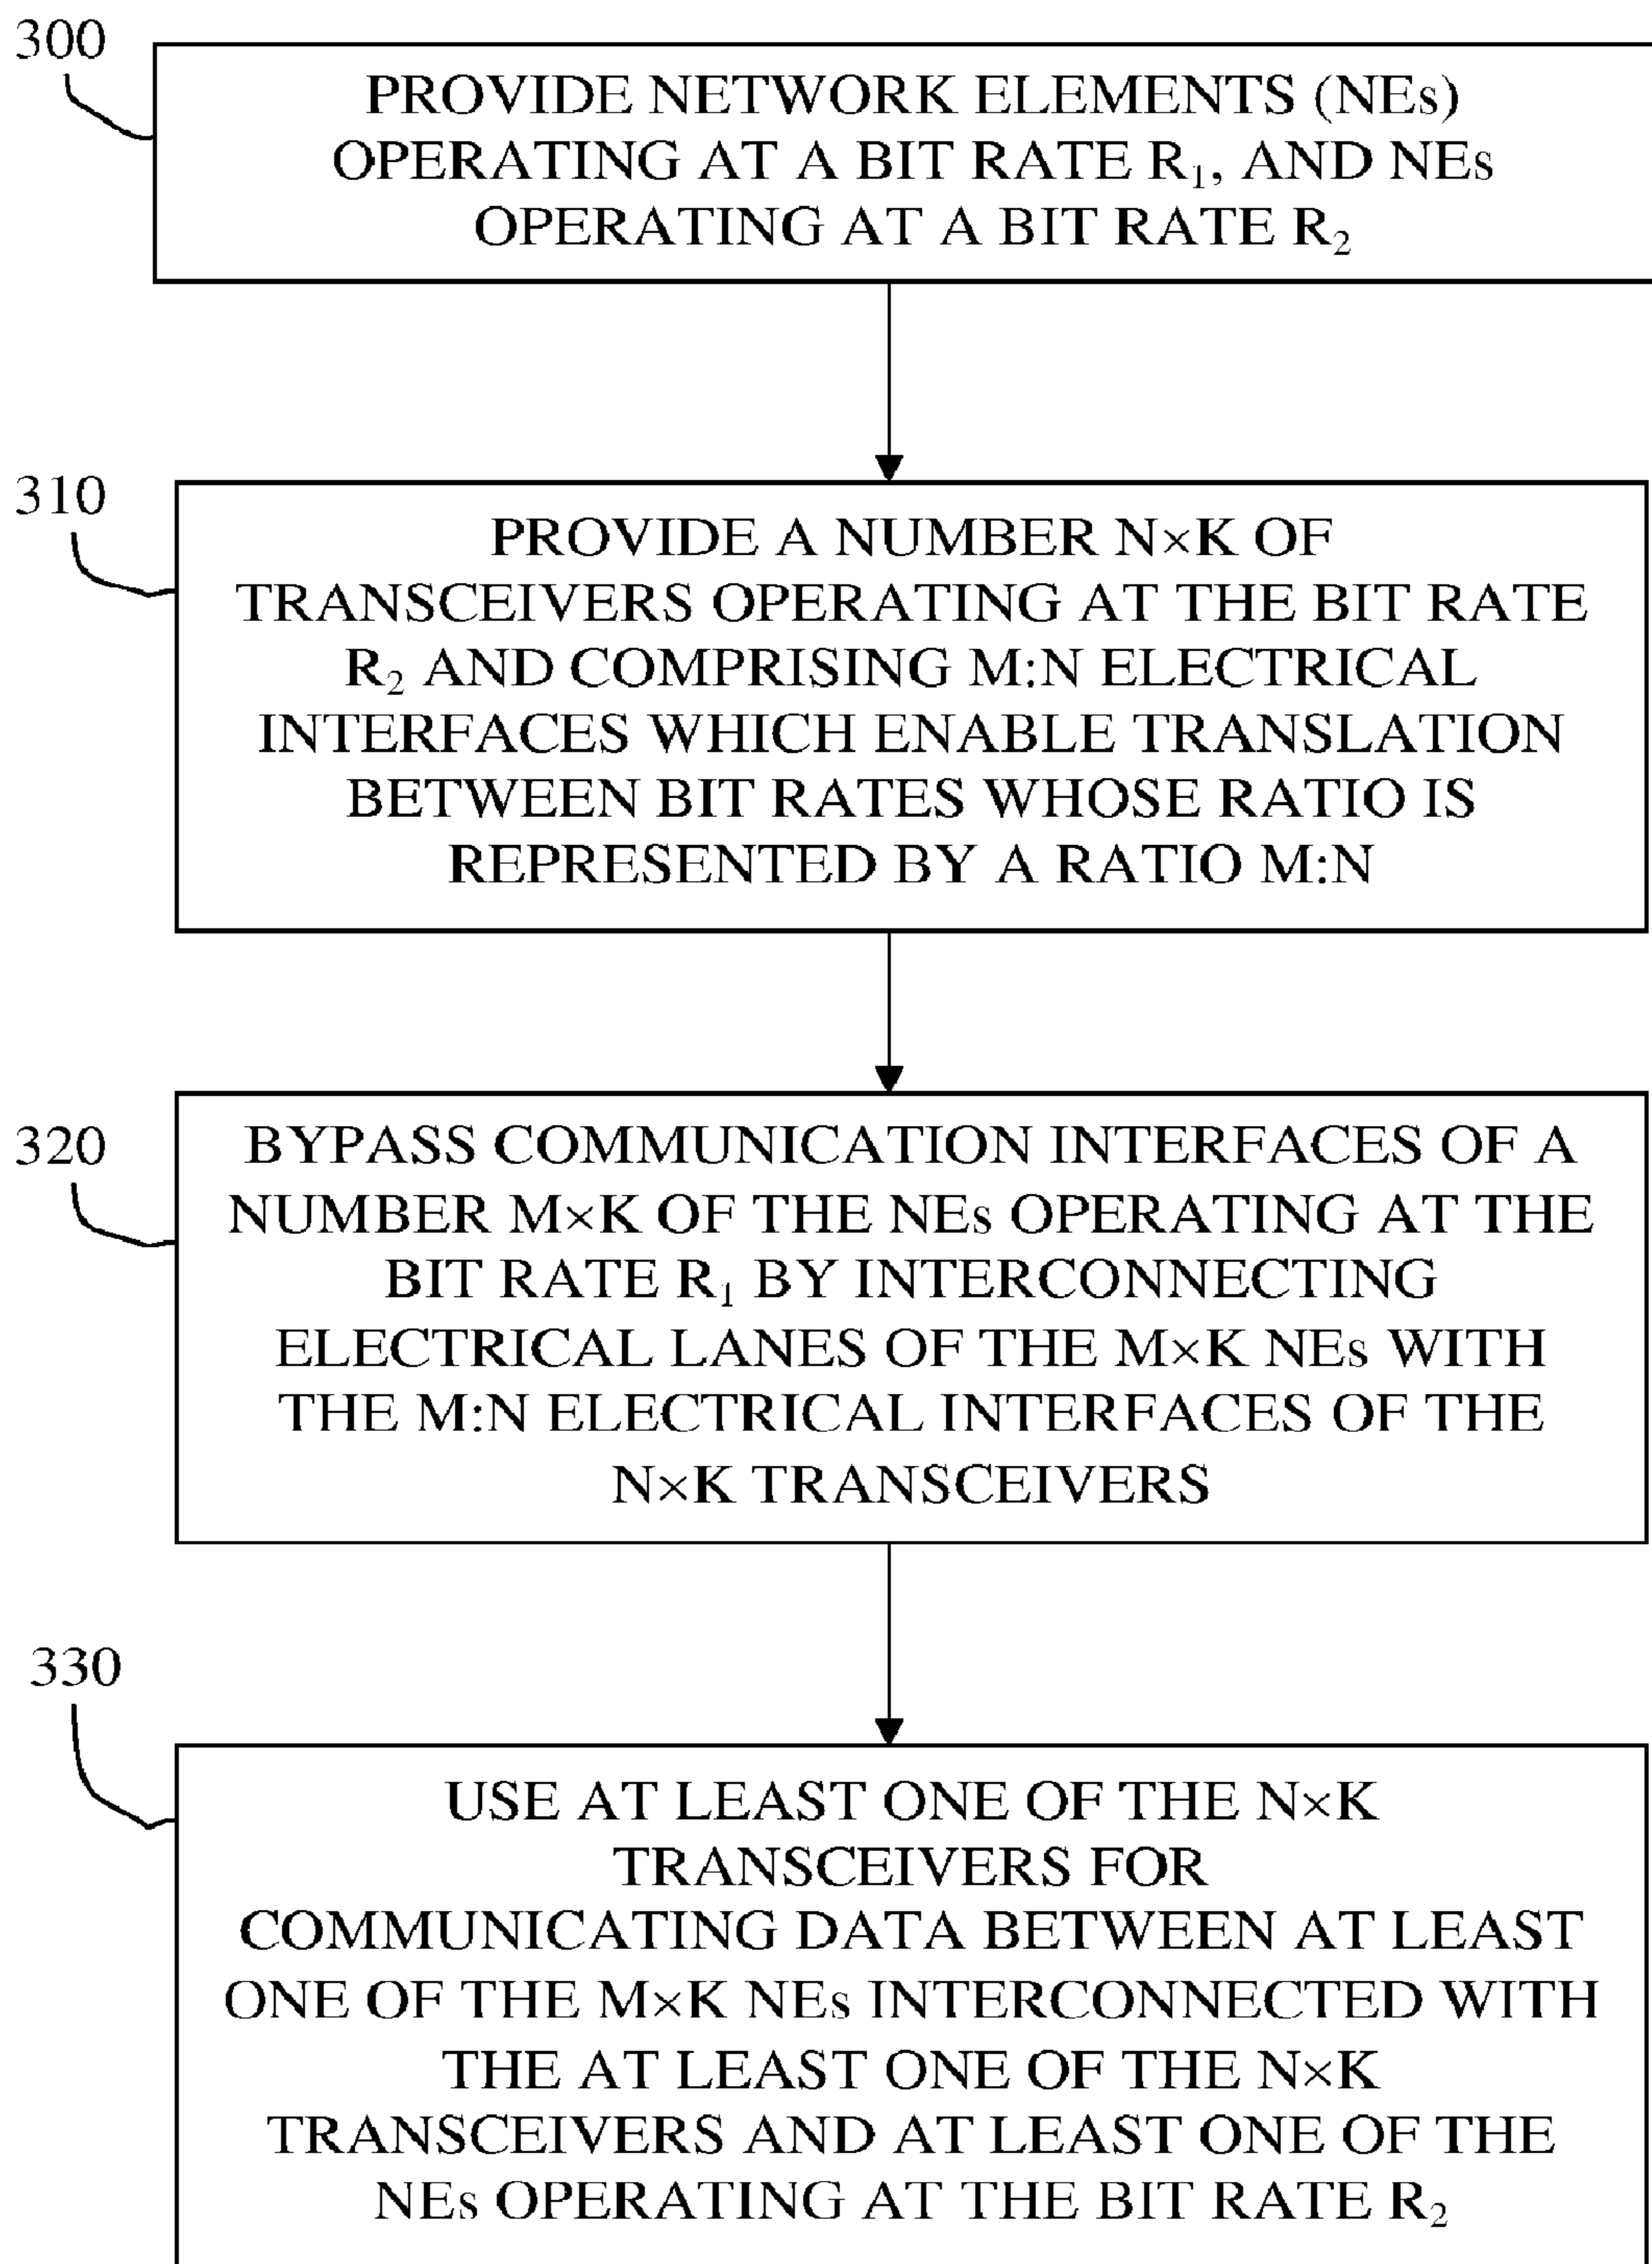 300
PROVIDE NETWORK ELEMENTS (NEs)
OPERATING AT A BIT RATE R₁, AND NEs
OPERATING AT A BIT RATE R₂
310
PROVIDE A NUMBER N×K OF
TRANSCEIVERS OPERATING AT THE BIT RATE
R₂ AND COMPRISING M:N ELECTRICAL
INTERFACES WHICH ENABLE TRANSLATION
BETWEEN BIT RATES WHOSE RATIO IS
REPRESENTED BY A RATIO M:N
320
BYPASS COMMUNICATION INTERFACES OF A
NUMBER M×K OF THE NEs OPERATING AT THE
BIT RATE R₁ BY INTERCONNECTING
ELECTRICAL LANES OF THE M×K NEs WITH
THE M:N ELECTRICAL INTERFACES OF THE
N×K TRANSCEIVERS
330
USE AT LEAST ONE OF THE N×K
TRANSCEIVERS FOR
COMMUNICATING DATA BETWEEN AT LEAST
ONE OF THE M×K NEs INTERCONNECTED WITH
THE AT LEAST ONE OF THE N×K
TRANSCEIVERS AND AT LEAST ONE OF THE
NEs OPERATING AT THE BIT RATE R₂